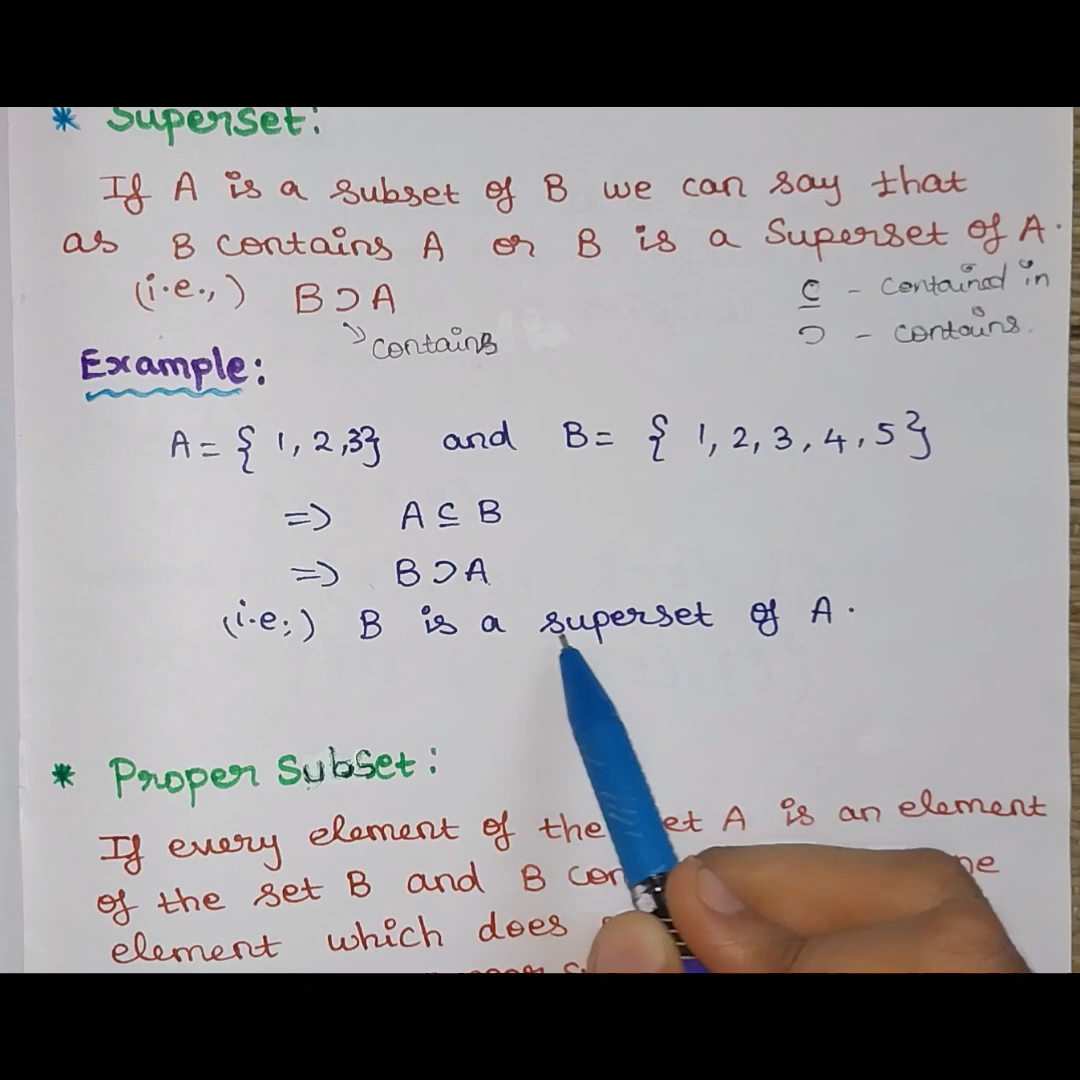 * Superset:
If A is a subset of B we can say that
as B contains A or B is a Superset of A.
(i.e.,) B⊃A
⊆ - contained in
contains
⊃ - contains.
Example:
A = { 1, 2, 3} and B = { 1, 2, 3, 4, 5 }
=> A ⊆ B
=> B ⊃ A
(i.e;) B is a superset of A.
* Proper Subset:
If every element of the et A is an element
of the set B and B con ne
element which does